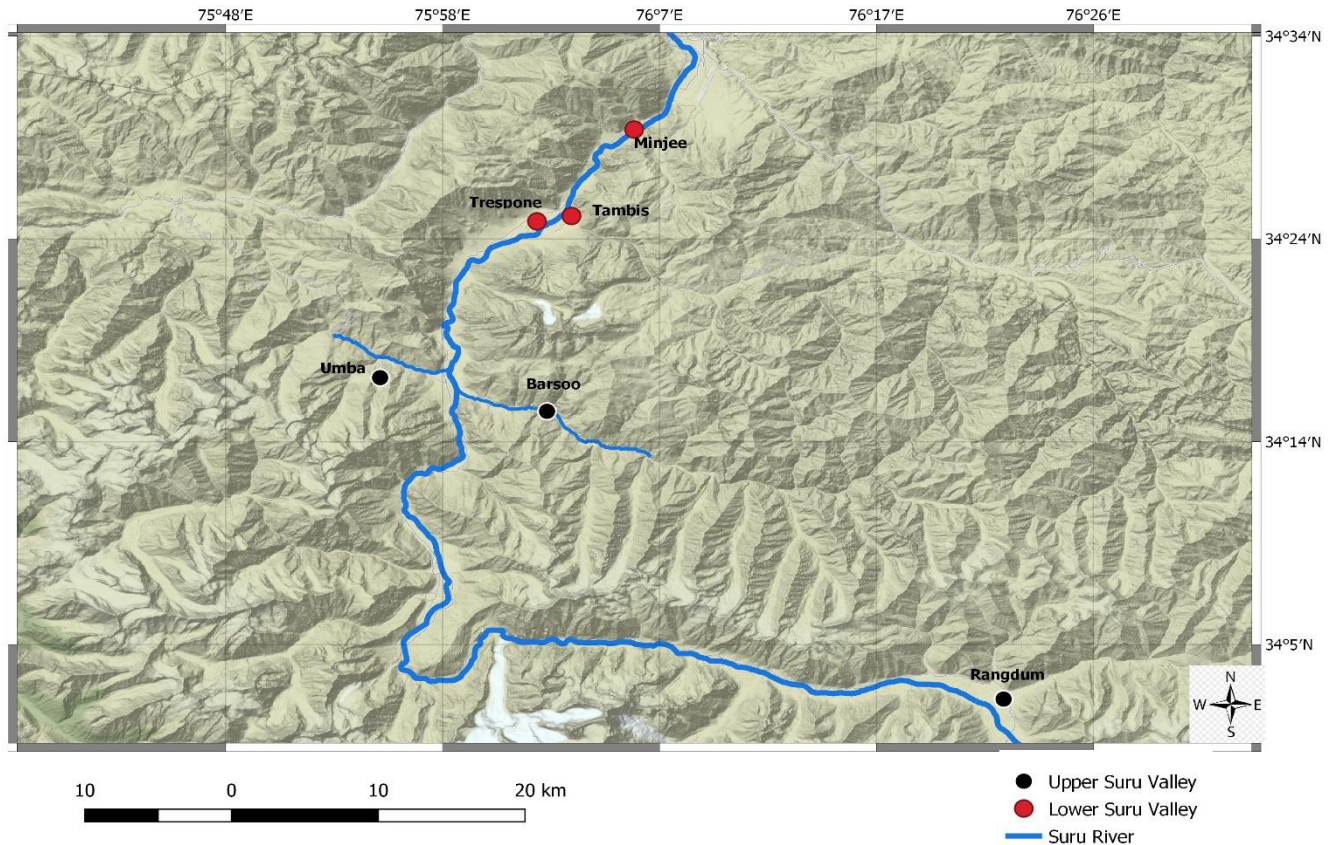 75°48′E 75°58′E 76°7′E 76°17′E 76°26′E
34°34′N
Minjee
Trespone
Tambis
34°24′N
Umba
Barsoo
34°14′N
34°5′N
Rangdum
N
W E
S
10 0 10 20 km
Upper Suru Valley
Lower Suru Valley
Suru River